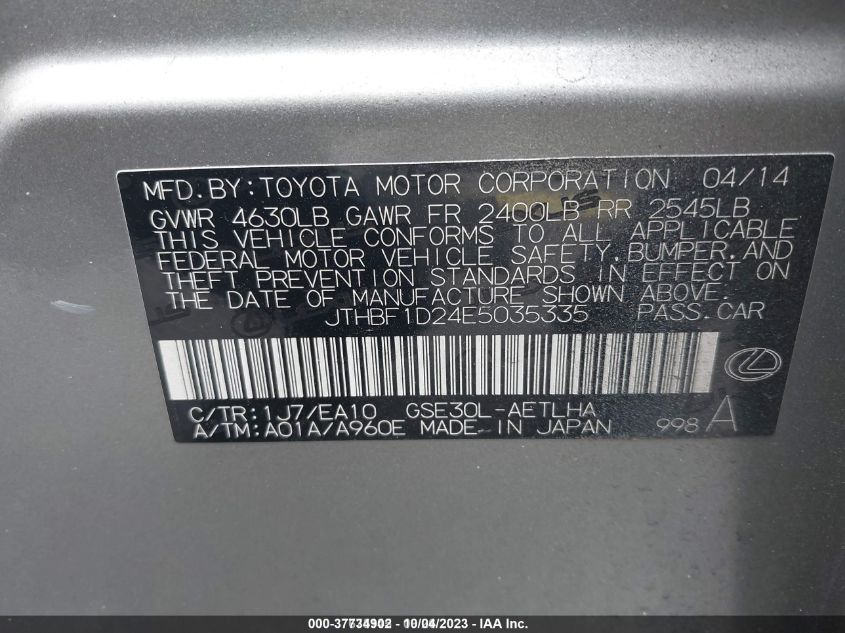 MFD.BY:TOYOTA MOTOR CORPORATION 04/14
GVWR 4630LB GAWR FR 2400LB RR 2545LB
THIS VEHICLE CONFORMS TO ALL APPLICABLE
FEDERAL MOTOR VEHICLE SAFETY,BUMPER,AND
THEFT PREVENTION STANDARDS IN EFFECT ON
THE DATE OF MANUFACTURE SHOWN ABOVE.
JTHBF1D24E5035335 PASS.CAR
C/TR:1J7/EA10 GSE30L-AETLHA
A/TM:A01A/A960E MADE IN JAPAN 998 A
000-37734902 - 10/04/2023 - IAA Inc.